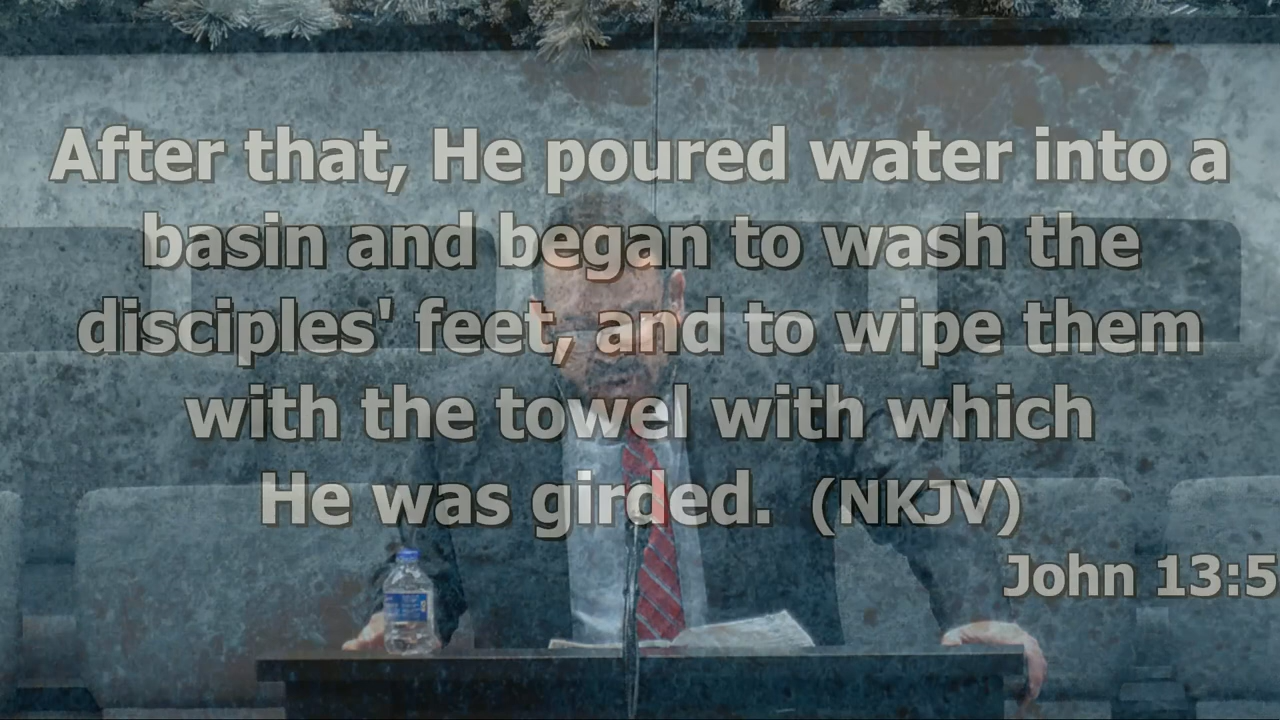 After that, He poured water into a
basin and began to wash the
disciples' feet, and to wipe them
with the towel with which
He was girded.  (NKJV)
John 13:5